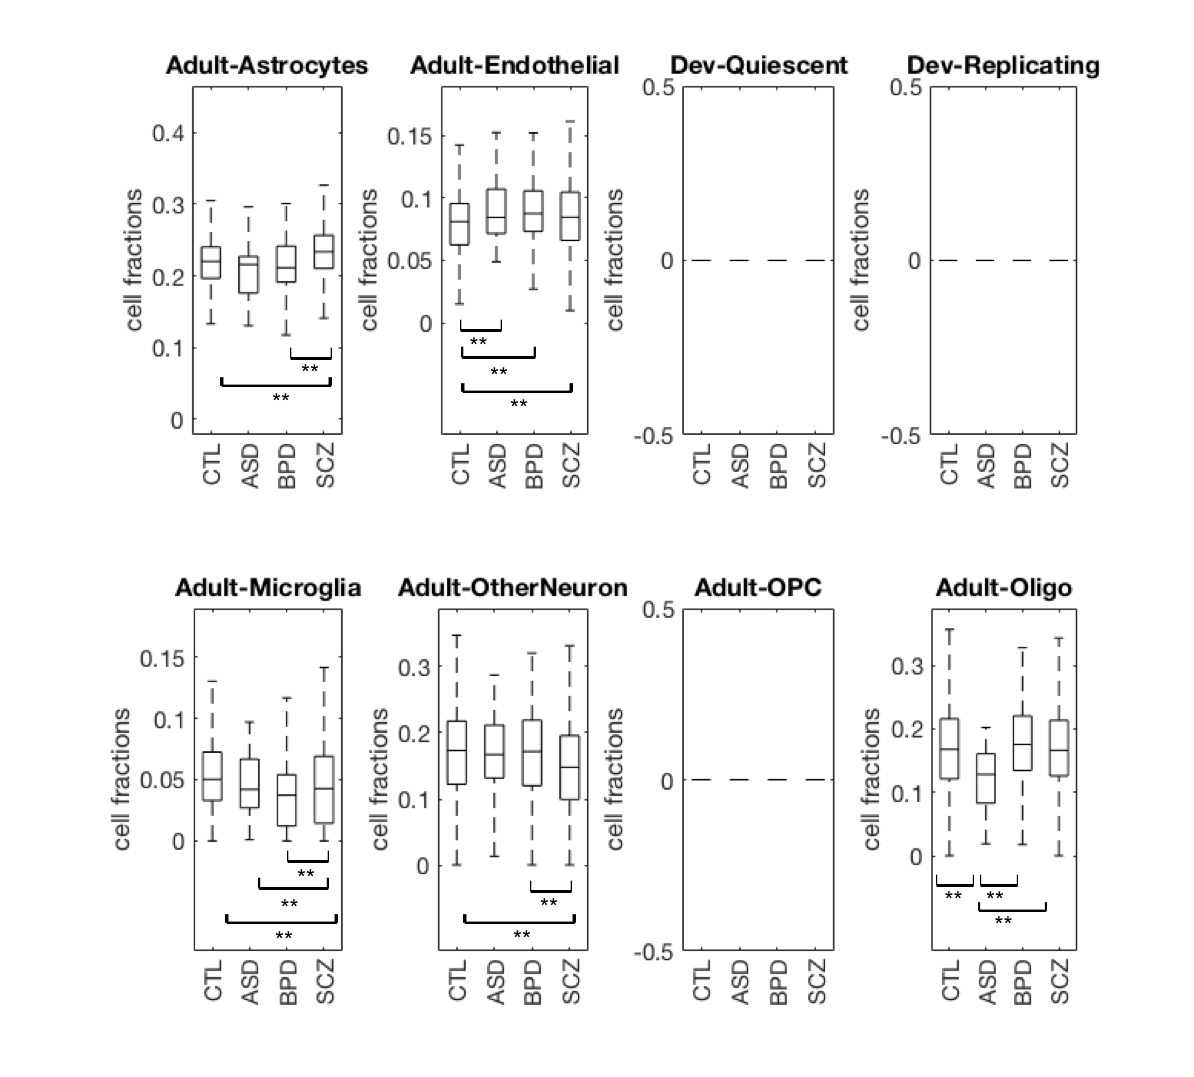 Adult-Astrocytes
cell fractions
0.4
0.3
0.2
0.1
0
**
**
CTL
ASD
BPD
SCZ
Adult-Endothelial
cell fractions
0.15
0.1
0.05
0
**
**
**
CTL
ASD
BPD
SCZ
Dev-Quiescent
cell fractions
0.5
0
-0.5
CTL
ASD
BPD
SCZ
Dev-Replicating
cell fractions
0.5
0
-0.5
CTL
ASD
BPD
SCZ
Adult-Microglia
cell fractions
0.15
0.1
0.05
0
**
**
**
CTL
ASD
BPD
SCZ
Adult-OtherNeuron
cell fractions
0.3
0.2
0.1
0
**
**
CTL
ASD
BPD
SCZ
Adult-OPC
cell fractions
0.5
0
-0.5
CTL
ASD
BPD
SCZ
Adult-Oligo
cell fractions
0.3
0.2
0.1
0
** **
**
CTL
ASD
BPD
SCZ